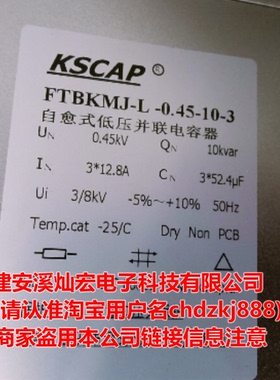 KSCAP
FTBKMJ-L -0.45-10-3
自愈式低压并联电容器
UN 0.45kV QN 10kvar
IN 3*12.8A CN 3*52.4μF
Ui 3/8kV -5%~+10% 50Hz
Temp.cat -25/C Dry Non PCB
建安溪灿宏电子科技有限公司
请认准淘宝用户名chdzkj888)
商家盗用本公司链接信息注意